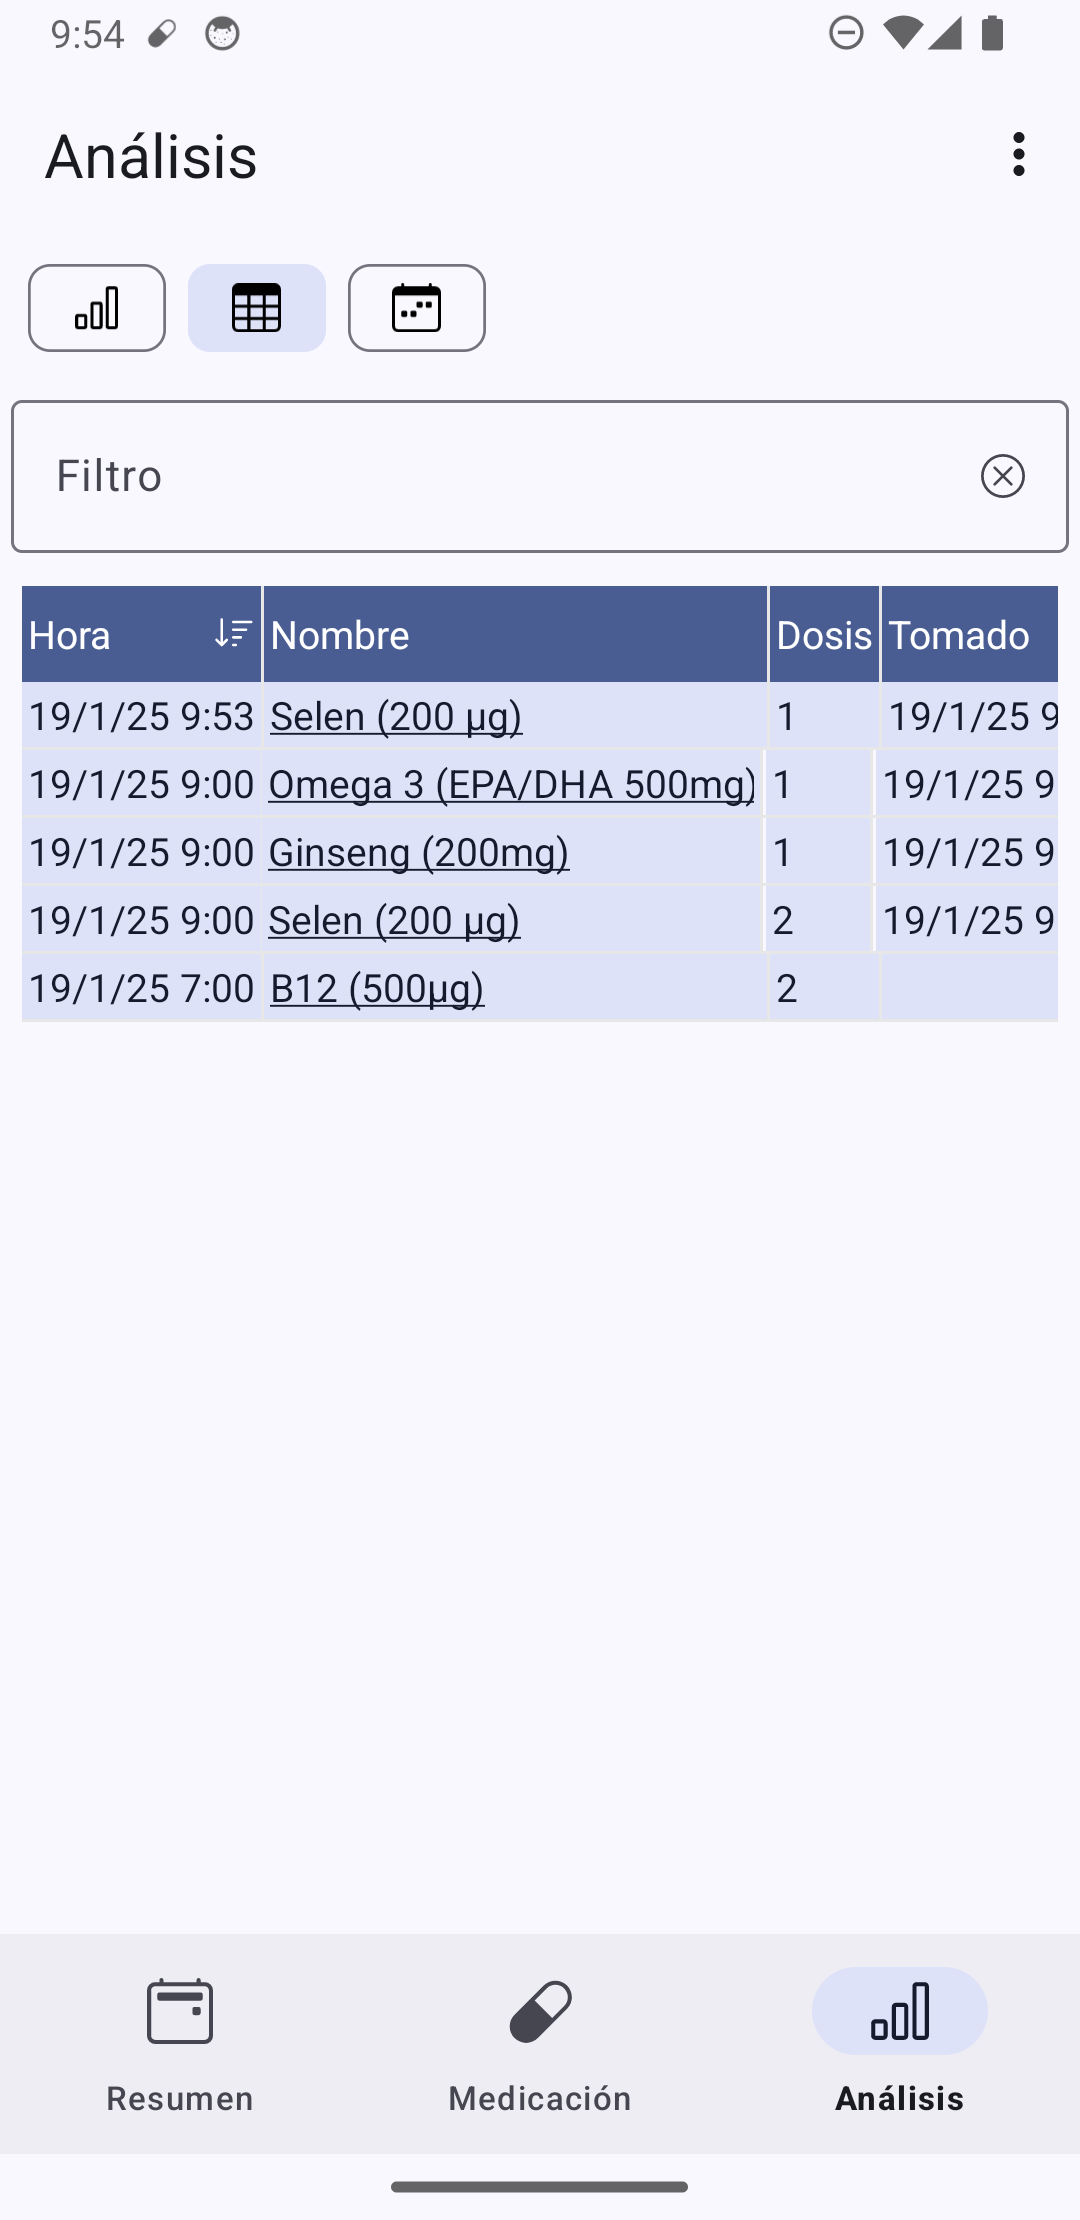 9:54
Análisis
Filtro
Hora Nombre Dosis Tomado
19/1/25 9:53 Selen (200 µg) 1 19/1/25 9
19/1/25 9:00 Omega 3 (EPA/DHA 500mg) 1 19/1/25 9
19/1/25 9:00 Ginseng (200mg) 1 19/1/25 9
19/1/25 9:00 Selen (200 µg) 2 19/1/25 9
19/1/25 7:00 B12 (500µg) 2
Resumen Medicación Análisis